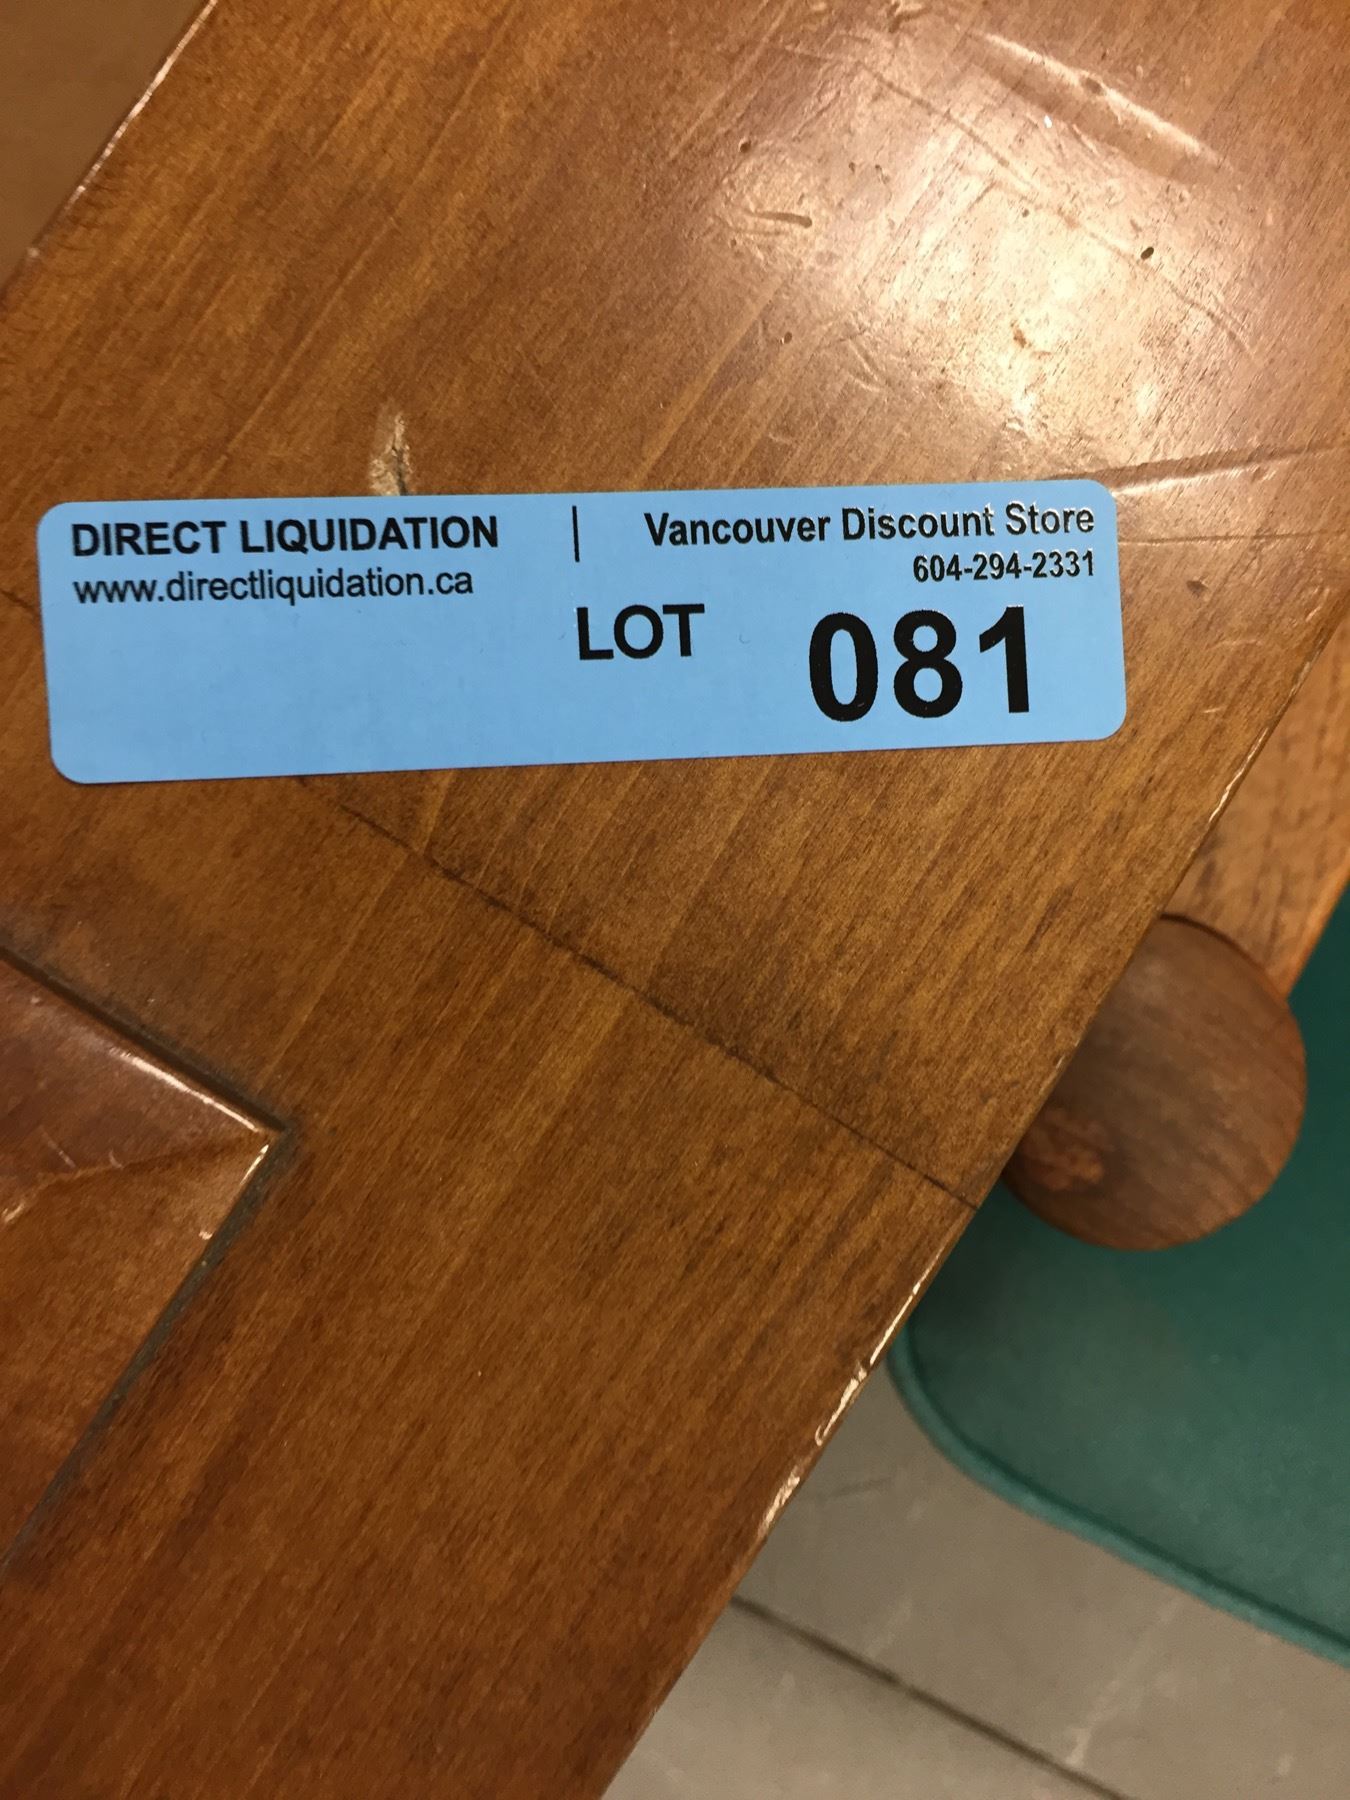 DIRECT LIQUIDATION | Vancouver Discount Store
www.directliquidation.ca 604-294-2331
LOT 081